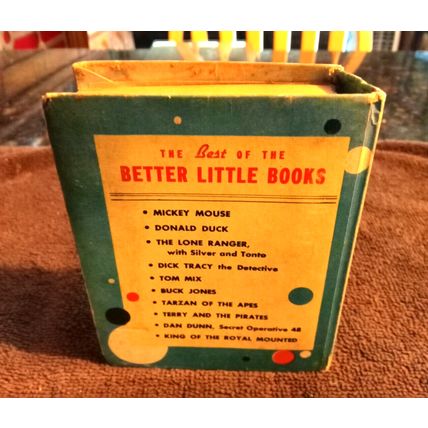 THE Best OF THE
BETTER LITTLE BOOKS
• MICKEY MOUSE
• DONALD DUCK
• THE LONE RANGER,
with Silver and Tonto
• DICK TRACY the Detective
• TOM MIX
• BUCK JONES
• TARZAN OF THE APES
• TERRY AND THE PIRATES
• DAN DUNN, Secret Operative 48
• KING OF THE ROYAL MOUNTED